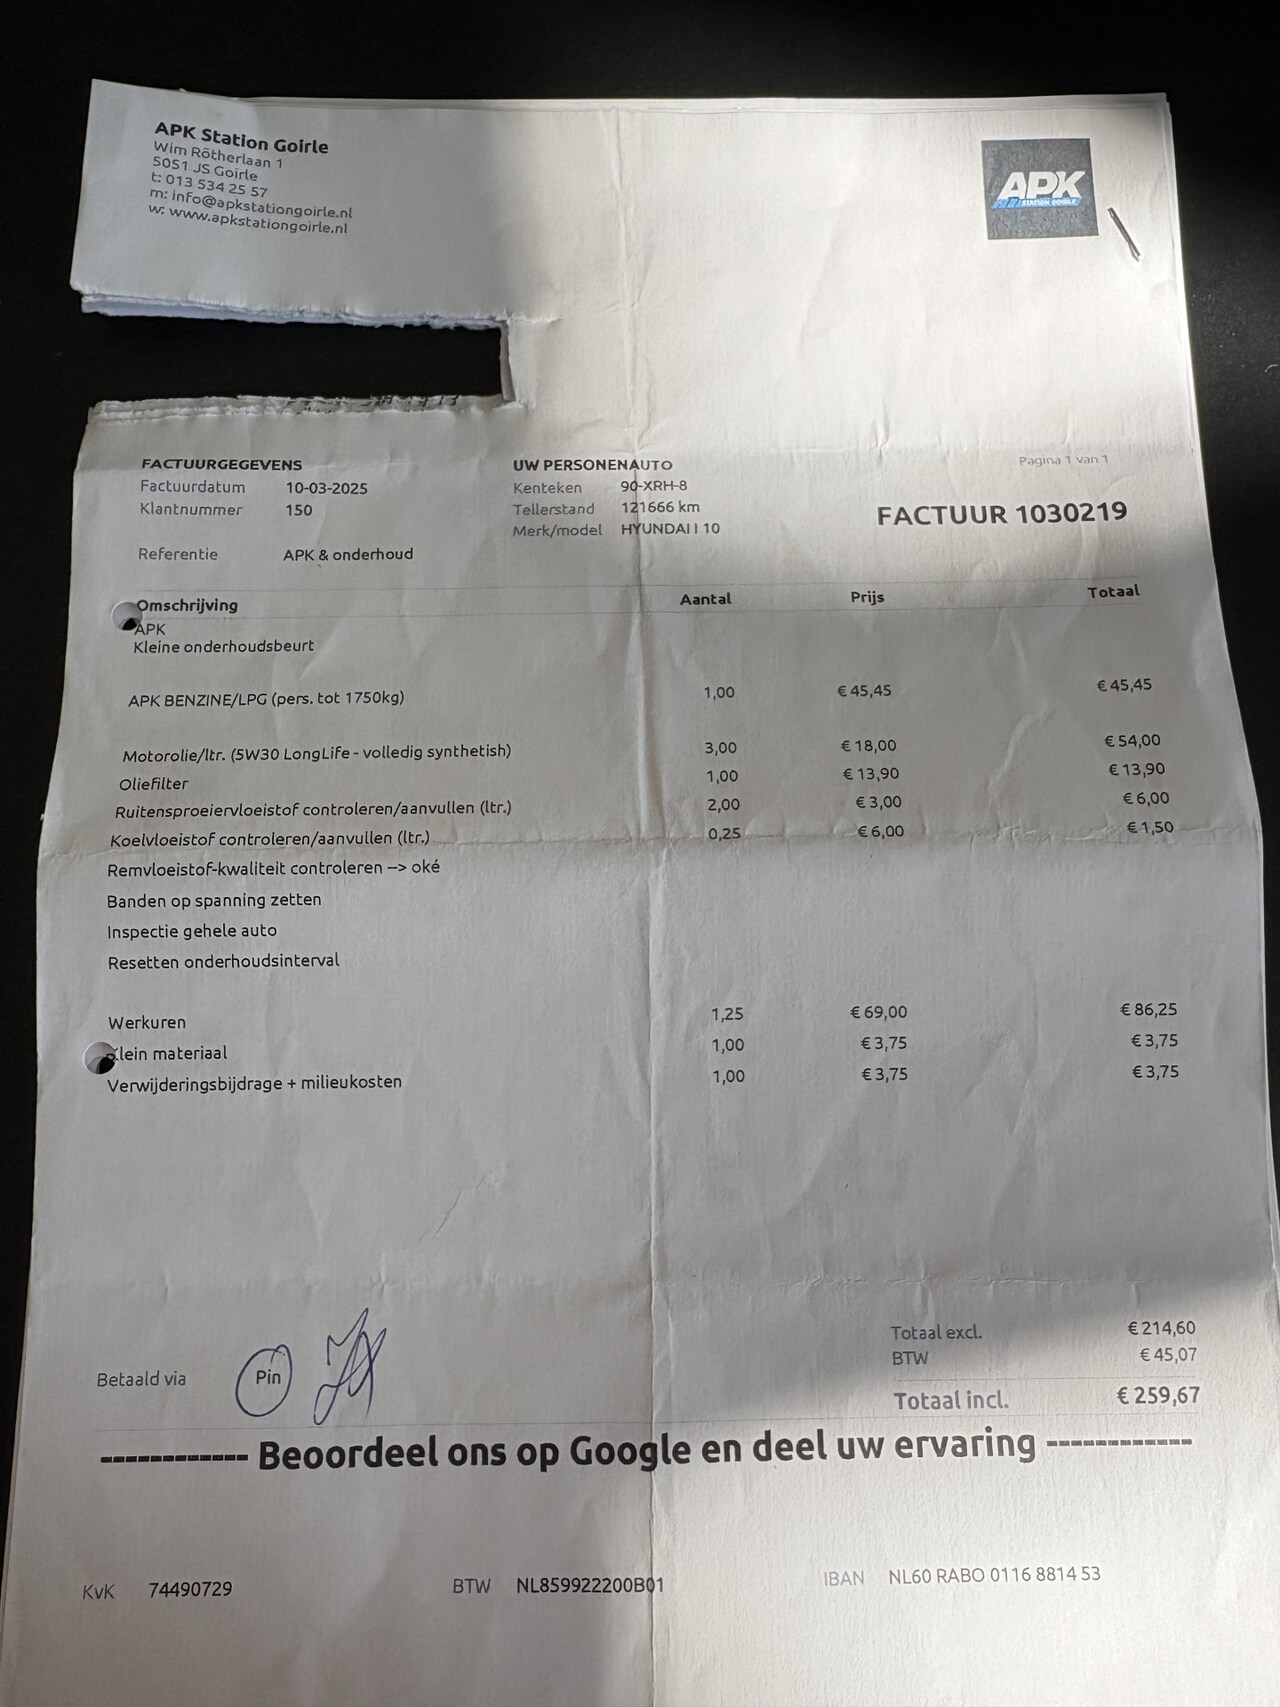 APK Station Goirle
Wim Rötherlaan 1
5051 JS Goirle
t: 013 534 25 57
m: info@apkstationgoirle.nl
w: www.apkstationgoirle.nl
APK
STATION GOIRLE
FACTUURGEGEVENS
Factuurdatum 10-03-2025
Klantnummer 150
Referentie APK & onderhoud
UW PERSONENAUTO
Kenteken 90-XRH-8
Tellerstand 121666 km
Merk/model HYUNDAI I 10
Pagina 1 van 1
FACTUUR 1030219
Omschrijving Aantal Prijs Totaal
APK
Kleine onderhoudsbeurt
APK BENZINE/LPG (pers. tot 1750kg) 1,00 € 45,45 € 45,45
Motorolie/ltr. (5W30 LongLife - volledig synthetish) 3,00 € 18,00 € 54,00
Oliefilter 1,00 € 13,90 € 13,90
Ruitensproeiervloeistof controleren/aanvullen (ltr.) 2,00 € 3,00 € 6,00
Koelvloeistof controleren/aanvullen (ltr.) 0,25 € 6,00 € 1,50
Remvloeistof-kwaliteit controleren --> oké
Banden op spanning zetten
Inspectie gehele auto
Resetten onderhoudsinterval
Werkuren 1,25 € 69,00 € 86,25
Klein materiaal 1,00 € 3,75 € 3,75
Verwijderingsbijdrage + milieukosten 1,00 € 3,75 € 3,75
Totaal excl. € 214,60
BTW € 45,07
Betaald via Pin
Totaal incl. € 259,67
------------ Beoordeel ons op Google en deel uw ervaring ------------
KvK 74490729 BTW NL859922200B01 IBAN NL60 RABO 0116 8814 53